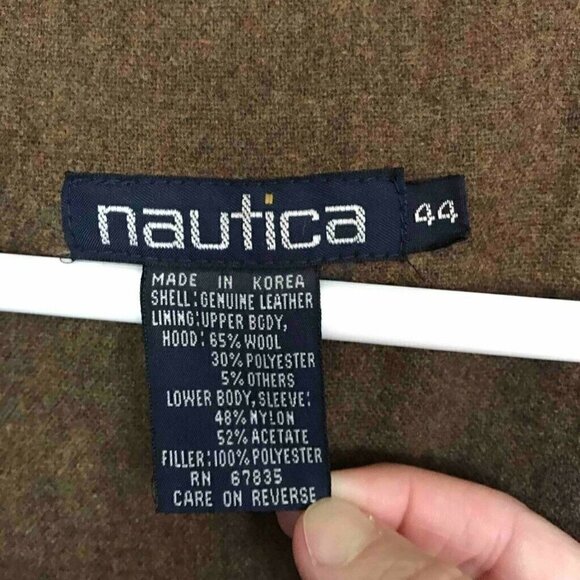 nautica
44
MADE IN KOREA
SHELL:GENUINE LEATHER
LINING:UPPER BODY,
HOOD:65% WOOL
30% POLYESTER
5% OTHERS
LOWER BODY,SLEEVE:
48% NYLON
52% ACETATE
FILLER:100% POLYESTER
RN 67835
CARE ON REVERSE